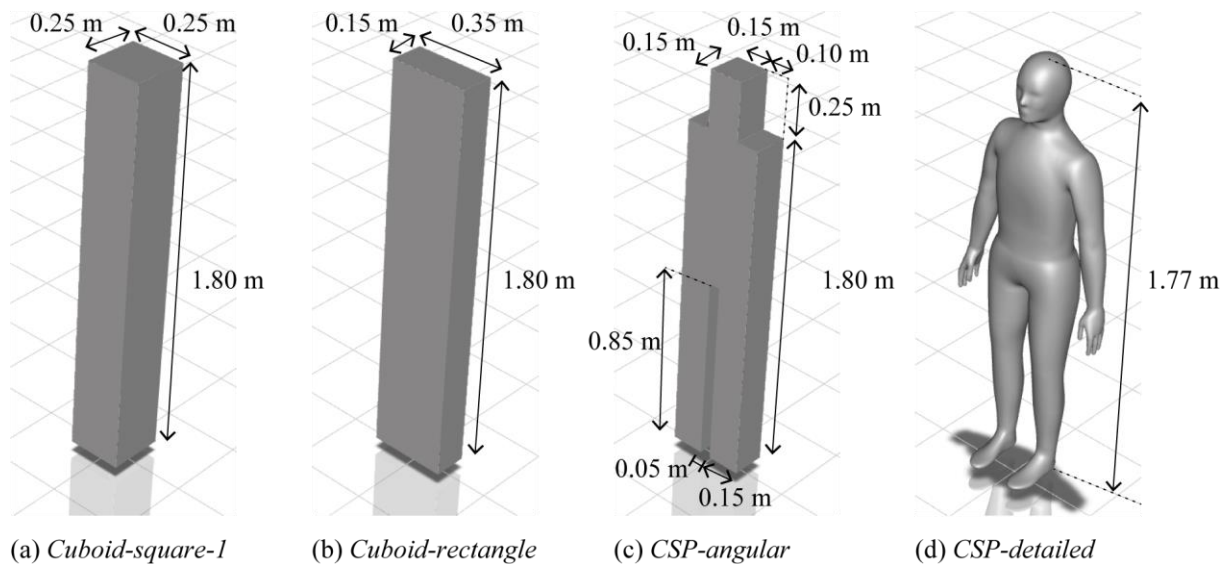 0.25 m
0.25 m
1.80 m
0.15 m
0.35 m
1.80 m
0.15 m
0.15 m
0.10 m
0.25 m
1.80 m
0.85 m
0.05 m
0.15 m
1.77 m
(a) Cuboid-square-1
(b) Cuboid-rectangle
(c) CSP-angular
(d) CSP-detailed